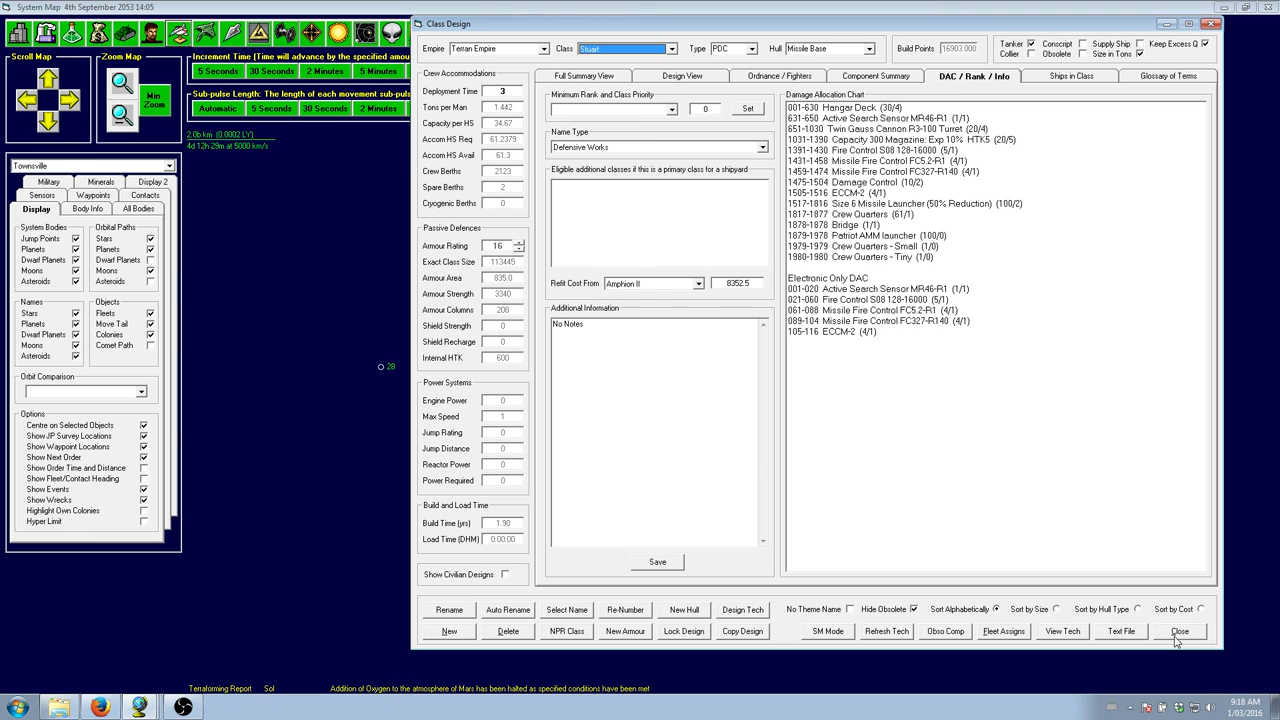 System Map  4th September 2053 14:05
Scroll Map
Zoom Map
Min Zoom
Increment Time (Time will advance by the specified amou
5 Seconds
30 Seconds
2 Minutes
5 Minut
Sub-pulse Length: The length of each movement sub-puls
Automatic
5 Seconds
30 Seconds
2 Minutes
2.0b km  (0.0002 LY)
4d 12h 29m at 5000 km/s
Townsville
Military
Minerals
Display 2
Sensors
Waypoints
Contacts
Display
Body Info
All Bodies
System Bodies
Jump Points
Planets
Dwarf Planets
Moons
Asteroids
Orbital Paths
Stars
Planets
Dwarf Planets
Moons
Asteroids
Names
Stars
Planets
Dwarf Planets
Moons
Asteroids
Objects
Fleets
Move Tail
Colonies
Comet Path
Orbit Comparison
Options
Centre on Selected Objects
Show JP Survey Locations
Show Waypoint Locations
Show Next Order
Show Order Time and Distance
Show Fleet/Contact Heading
Show Events
Show Wrecks
Highlight Own Colonies
Hyper Limit
28
Class Design
Empire
Terran Empire
Class
Stuart
Type
PDC
Hull
Missile Base
Build Points
16903.000
Tanker
Conscript
Supply Ship
Keep Excess Q
Collier
Obsolete
Size in Tons
Crew Accommodations
Deployment Time 3
Tons per Man 1.442
Capacity per HS 34.67
Accom HS Req 61.2379
Accom HS Avail 61.3
Crew Berths 2123
Spare Berths 2
Cryogenic Berths 0
Passive Defences
Armour Rating 16
Exact Class Size 113445
Armour Area 835.0
Armour Strength 3340
Armour Columns 208
Shield Strength 0
Shield Recharge 0
Internal HTK 600
Power Systems
Engine Power 0
Max Speed 1
Jump Rating 0
Jump Distance 0
Reactor Power 0
Power Required 0
Build and Load Time
Build Time (yrs) 1.90
Load Time (DHM) 0:00:00
Show Civilian Designs
Full Summary View
Design View
Ordnance / Fighters
Component Summary
DAC / Rank / Info
Ships in Class
Glossary of Terms
Minimum Rank and Class Priority
0
Set
Name Type
Defensive Works
Eligible additional classes if this is a primary class for a shipyard
Refit Cost From
Amphion II
8352.5
Additional Information
No Notes
Save
Damage Allocation Chart
001-630  Hangar Deck (30/4)
631-650  Active Search Sensor MR46-R1 (1/1)
651-1030  Twin Gauss Cannon R3-100 Turret (20/4)
1031-1390  Capacity 300 Magazine: Exp 10%  HTK5 (20/5)
1391-1430  Fire Control S08 128-16000 (5/1)
1431-1458  Missile Fire Control FC5.2-R1 (4/1)
1459-1474  Missile Fire Control FC327-R140 (4/1)
1475-1504  Damage Control (10/2)
1505-1516  ECCM-2 (4/1)
1517-1816  Size 6 Missile Launcher (50% Reduction) (100/2)
1817-1877  Crew Quarters (61/1)
1878-1878  Bridge (1/1)
1879-1978  Patriot AMM launcher (100/0)
1979-1979  Crew Quarters - Small (1/0)
1980-1980  Crew Quarters - Tiny (1/0)
Electronic Only DAC
001-020  Active Search Sensor MR46-R1 (1/1)
021-060  Fire Control S08 128-16000 (5/1)
061-088  Missile Fire Control FC5.2-R1 (4/1)
089-104  Missile Fire Control FC327-R140 (4/1)
105-116  ECCM-2 (4/1)
Rename
Auto Rename
Select Name
Re-Number
New Hull
Design Tech
No Theme Name
Hide Obsolete
Sort Alphabetically
Sort by Size
Sort by Hull Type
Sort by Cost
New
Delete
NPR Class
New Armour
Lock Design
Copy Design
SM Mode
Refresh Tech
Obso Comp
Fleet Assigns
View Tech
Text File
Close
Terraforming Report
Sol
Addition of Oxygen to the atmosphere of Mars has been halted as specified conditions have been met
9:18 AM
1/03/2016